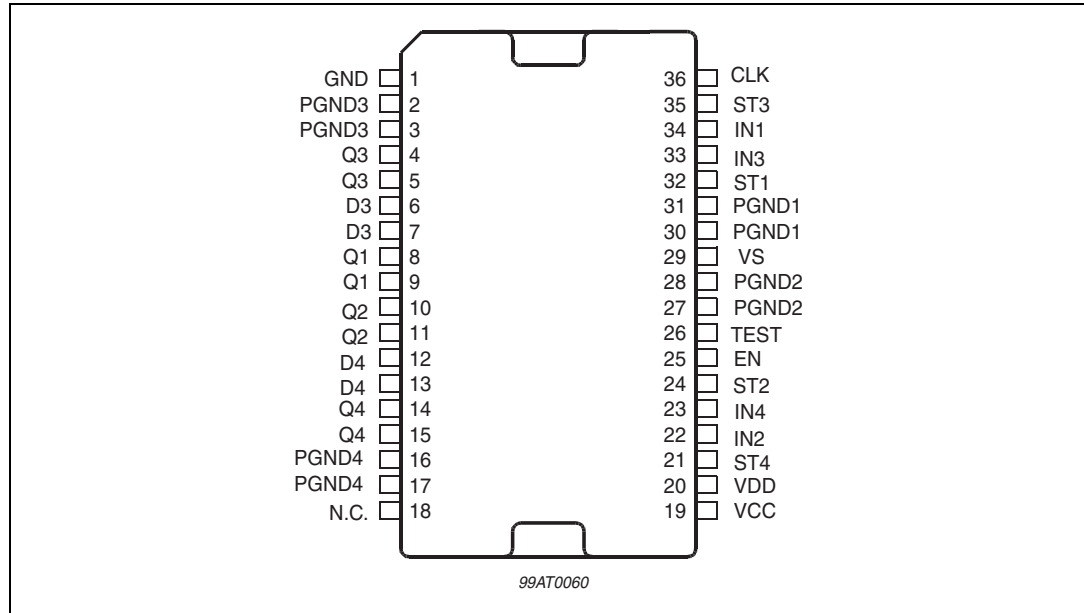 GND 1 36 CLK
PGND3 2 35 ST3
PGND3 3 34 IN1
Q3 4 33 IN3
Q3 5 32 ST1
D3 6 31 PGND1
D3 7 30 PGND1
Q1 8 29 VS
Q1 9 28 PGND2
Q2 10 27 PGND2
Q2 11 26 TEST
D4 12 25 EN
D4 13 24 ST2
Q4 14 23 IN4
Q4 15 22 IN2
PGND4 16 21 ST4
PGND4 17 20 VDD
N.C. 18 19 VCC
99AT0060